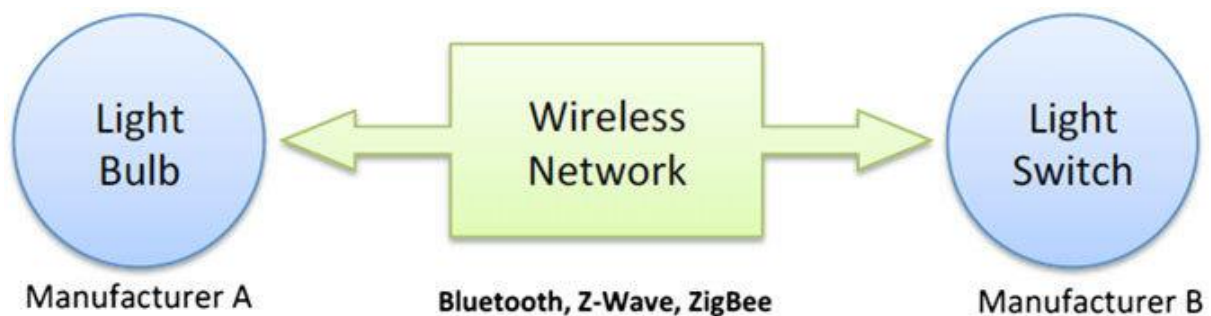 Light
Bulb
Wireless
Network
Light
Switch
Manufacturer A
Bluetooth, Z-Wave, ZigBee
Manufacturer B